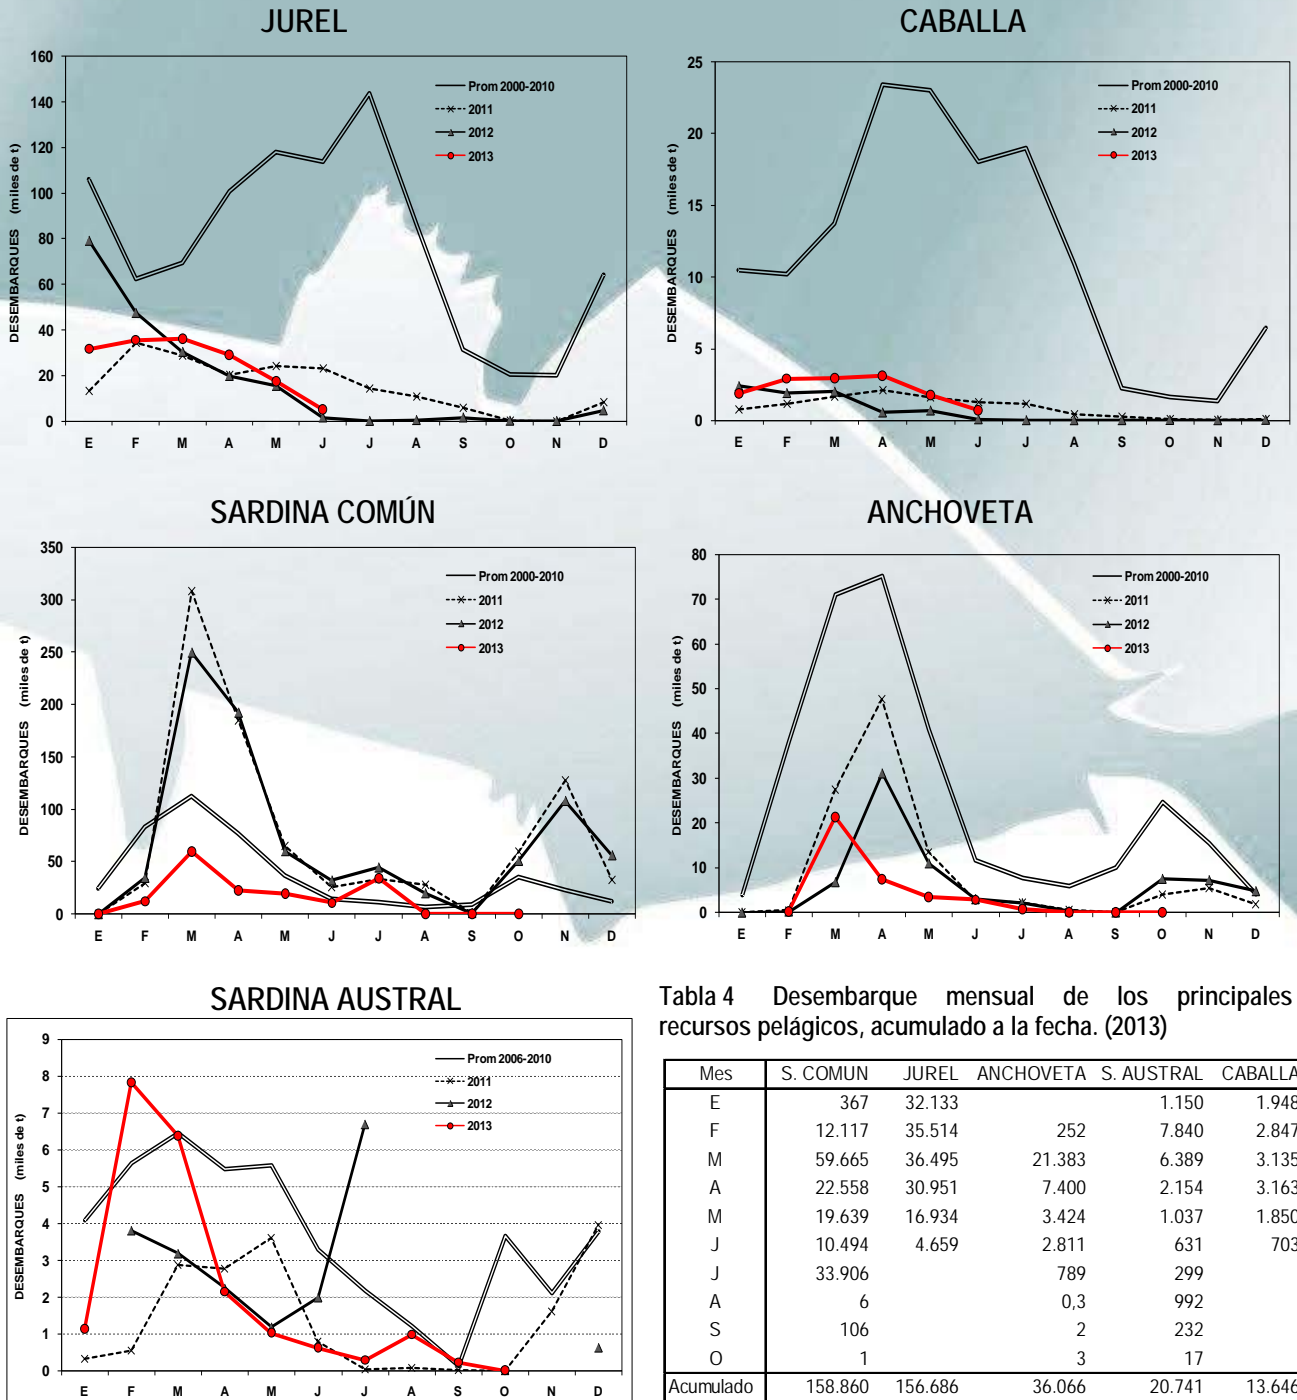 JUREL
DESEMBARQUES (miles de t)
160
140
120
100
80
60
40
20
0
Prom 2000-2010
2011
2012
2013
E F M A M J J A S O N D
CABALLA
DESEMBARQUES (miles de t)
25
20
15
10
5
0
Prom 2000-2010
2011
2012
2013
E F M A M J J A S O N D
SARDINA COMÚN
DESEMBARQUES (miles de t)
350
300
250
200
150
100
50
0
Prom 2000-2010
2011
2012
2013
E F M A M J J A S O N D
ANCHOVETA
DESEMBARQUES (miles de t)
80
70
60
50
40
30
20
10
0
Prom 2000-2010
2011
2012
2013
E F M A M J J A S O N D
SARDINA AUSTRAL
DESEMBARQUES (miles de t)
9
8
7
6
5
4
3
2
1
0
Prom 2006-2010
2011
2012
2013
E F M A M J J A S O N D
Tabla 4 Desembarque mensual de los principales
recursos pelágicos, acumulado a la fecha. (2013)
Mes S. COMUN JUREL ANCHOVETA S. AUSTRAL CABALLA
E 367 32.133 1.150 1.948
F 12.117 35.514 252 7.840 2.847
M 59.665 36.495 21.383 6.389 3.135
A 22.558 30.951 7.400 2.154 3.163
M 19.639 16.934 3.424 1.037 1.850
J 10.494 4.659 2.811 631 703
J 33.906 789 299
A 6 0,3 992
S 106 2 232
O 1 3 17
Acumulado 158.860 156.686 36.066 20.741 13.646